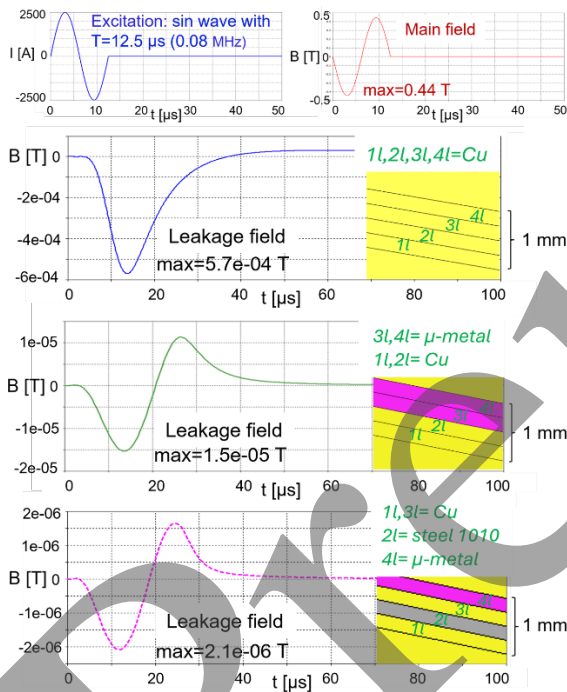 Excitation: sin wave with
T=12.5 µs (0.08 MHz)
2500
I [A] 0
-2500
0 10 20 30 40 50
t [µs]
Main field
0.5
B [T] 0
-0.5
max=0.44 T
0 10 20 30 40 50
t [µs]
B [T] 0
-2e-04
-4e-04
-6e-04
1l,2l,3l,4l=Cu
1l 2l 3l 4l
1 mm
Leakage field
max=5.7e-04 T
0 20 40 60 80 100
t [µs]
1e-05
B [T] 0
-1e-05
-2e-05
3l,4l= µ-metal
1l,2l= Cu
1l 2l 3l 4l
1 mm
Leakage field
max=1.5e-05 T
0 20 40 60 80 100
t [µs]
2e-06
1e-06
B [T] 0
-1e-06
-2e-06
1l,3l= Cu
2l= steel 1010
4l= µ-metal
1l 2l 3l 4l
1 mm
Leakage field
max=2.1e-06 T
0 20 40 60 80 100
t [µs]